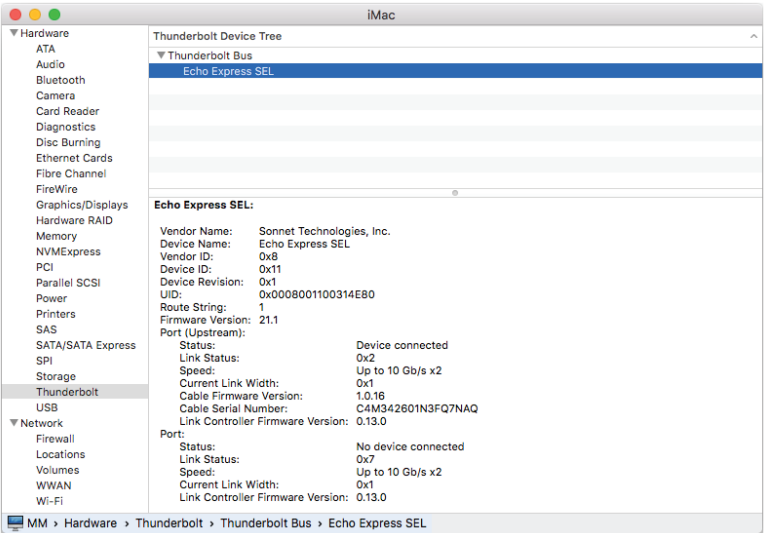 iMac
Hardware
ATA
Audio
Bluetooth
Camera
Card Reader
Diagnostics
Disc Burning
Ethernet Cards
Fibre Channel
FireWire
Graphics/Displays
Hardware RAID
Memory
NVMExpress
PCI
Parallel SCSI
Power
Printers
SAS
SATA/SATA Express
SPI
Storage
Thunderbolt
USB
Network
Firewall
Locations
Volumes
WWAN
Wi-Fi
Thunderbolt Device Tree
Thunderbolt Bus
Echo Express SEL
Echo Express SEL:
Vendor Name: Sonnet Technologies, Inc.
Device Name: Echo Express SEL
Vendor ID: 0x8
Device ID: 0x11
Device Revision: 0x1
UID: 0x0008001100314E80
Route String: 1
Firmware Version: 21.1
Port (Upstream):
Status: Device connected
Link Status: 0x2
Speed: Up to 10 Gb/s x2
Current Link Width: 0x1
Cable Firmware Version: 1.0.16
Cable Serial Number: C4M342601N3FQ7NAQ
Link Controller Firmware Version: 0.13.0
Port:
Status: No device connected
Link Status: 0x7
Speed: Up to 10 Gb/s x2
Current Link Width: 0x1
Link Controller Firmware Version: 0.13.0
MM › Hardware › Thunderbolt › Thunderbolt Bus › Echo Express SEL